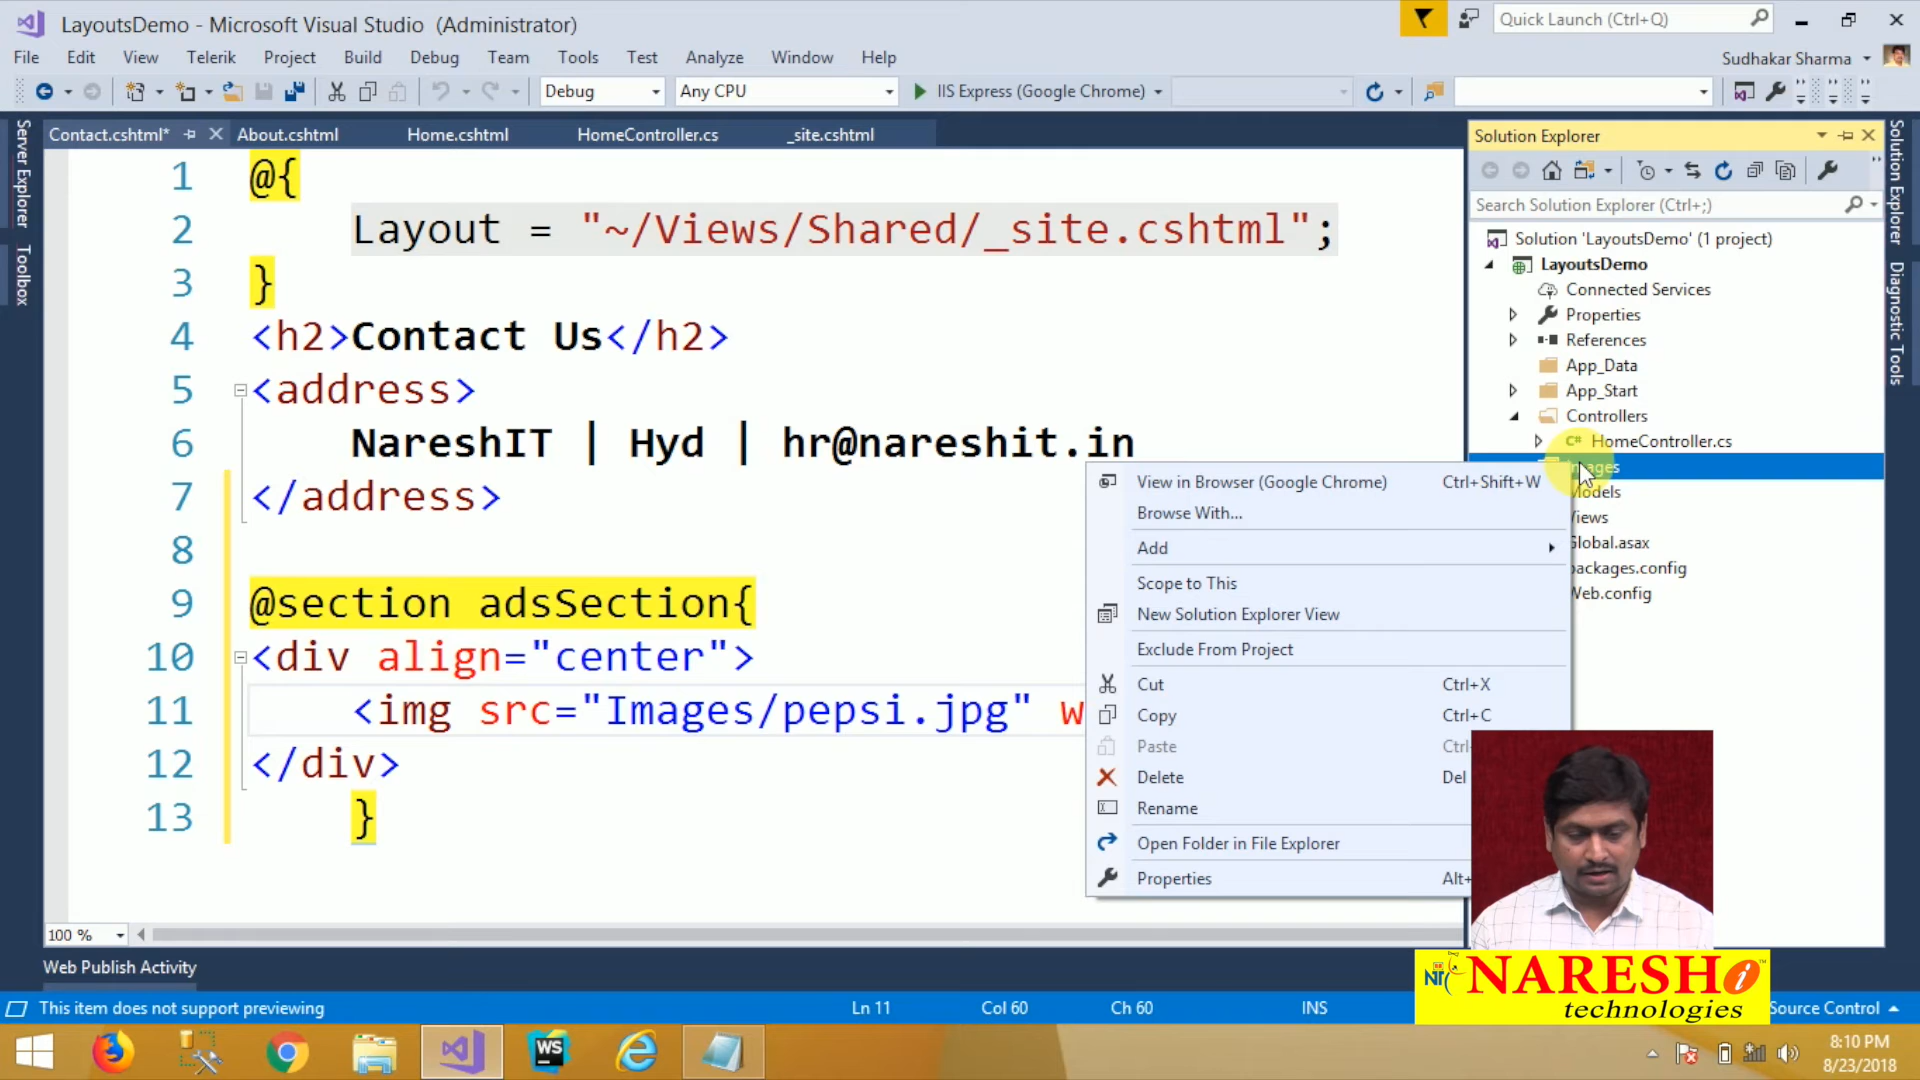 LayoutsDemo - Microsoft Visual Studio (Administrator)
Quick Launch (Ctrl+Q)
File Edit View Telerik Project Build Debug Team Tools Test Analyze Window Help
Sudhakar Sharma
Debug
Any CPU
IIS Express (Google Chrome)
Server Explorer
Toolbox
Contact.cshtml*
About.cshtml
Home.cshtml
HomeController.cs
_site.cshtml
1 @{
2 Layout = "~/Views/Shared/_site.cshtml";
3 }
4 <h2>Contact Us</h2>
5 <address>
6 NareshIT | Hyd | hr@nareshit.in
7 </address>
8
9 @section adsSection{
10 <div align="center">
11 <img src="Images/pepsi.jpg" w
12 </div>
13 }
View in Browser (Google Chrome) Ctrl+Shift+W
Browse With...
Add
Scope to This
New Solution Explorer View
Exclude From Project
Cut Ctrl+X
Copy Ctrl+C
Paste Ctrl+
Delete Del
Rename
Open Folder in File Explorer
Properties Alt+
Solution Explorer
Search Solution Explorer (Ctrl+;)
Solution 'LayoutsDemo' (1 project)
LayoutsDemo
Connected Services
Properties
References
App_Data
App_Start
Controllers
C# HomeController.cs
Images
Models
Views
Global.asax
packages.config
Web.config
Solution Explorer
Diagnostic Tools
100 %
Web Publish Activity
This item does not support previewing
Ln 11
Col 60
Ch 60
INS
Source Control
NARESH i
technologies
WS
8:10 PM
8/23/2018